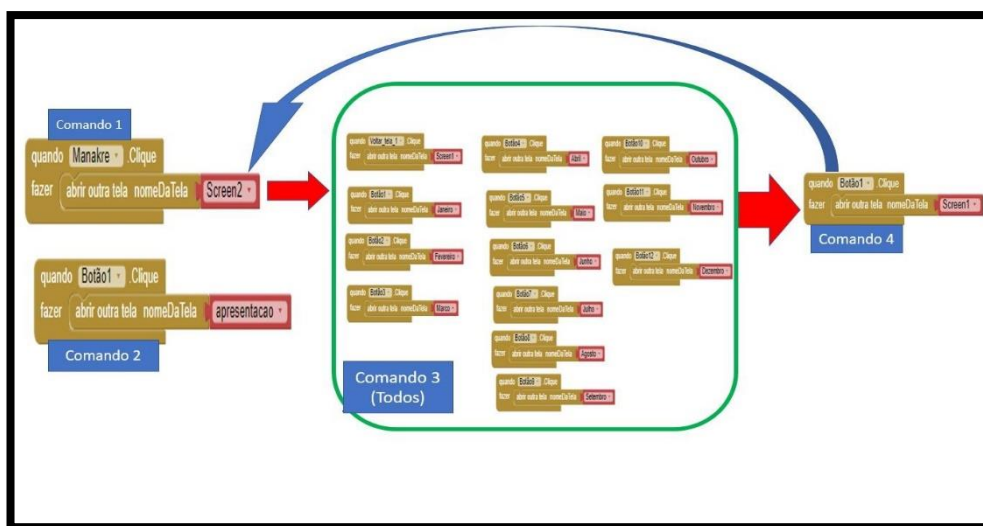 Comando 1
quando Manakre .Clique
fazer abrir outra tela nomeDaTela Screen2
quando Botão1 .Clique
fazer abrir outra tela nomeDaTela apresentacao
Comando 2
quando Voltar_tela_1 .Clique
fazer abrir outra tela nomeDaTela Screen1
quando Botão1 .Clique
fazer abrir outra tela nomeDaTela Janeiro
quando Botão2 .Clique
fazer abrir outra tela nomeDaTela Fevereiro
quando Botão3 .Clique
fazer abrir outra tela nomeDaTela Marco
Comando 3
(Todos)
quando Botão4 .Clique
fazer abrir outra tela nomeDaTela Abril
quando Botão5 .Clique
fazer abrir outra tela nomeDaTela Maio
quando Botão6 .Clique
fazer abrir outra tela nomeDaTela Junho
quando Botão7 .Clique
fazer abrir outra tela nomeDaTela Julho
quando Botão8 .Clique
fazer abrir outra tela nomeDaTela Agosto
quando Botão9 .Clique
fazer abrir outra tela nomeDaTela Setembro
quando Botão10 .Clique
fazer abrir outra tela nomeDaTela Outubro
quando Botão11 .Clique
fazer abrir outra tela nomeDaTela Novembro
quando Botão12 .Clique
fazer abrir outra tela nomeDaTela Dezembro
quando Botão1 .Clique
fazer abrir outra tela nomeDaTela Screen1
Comando 4